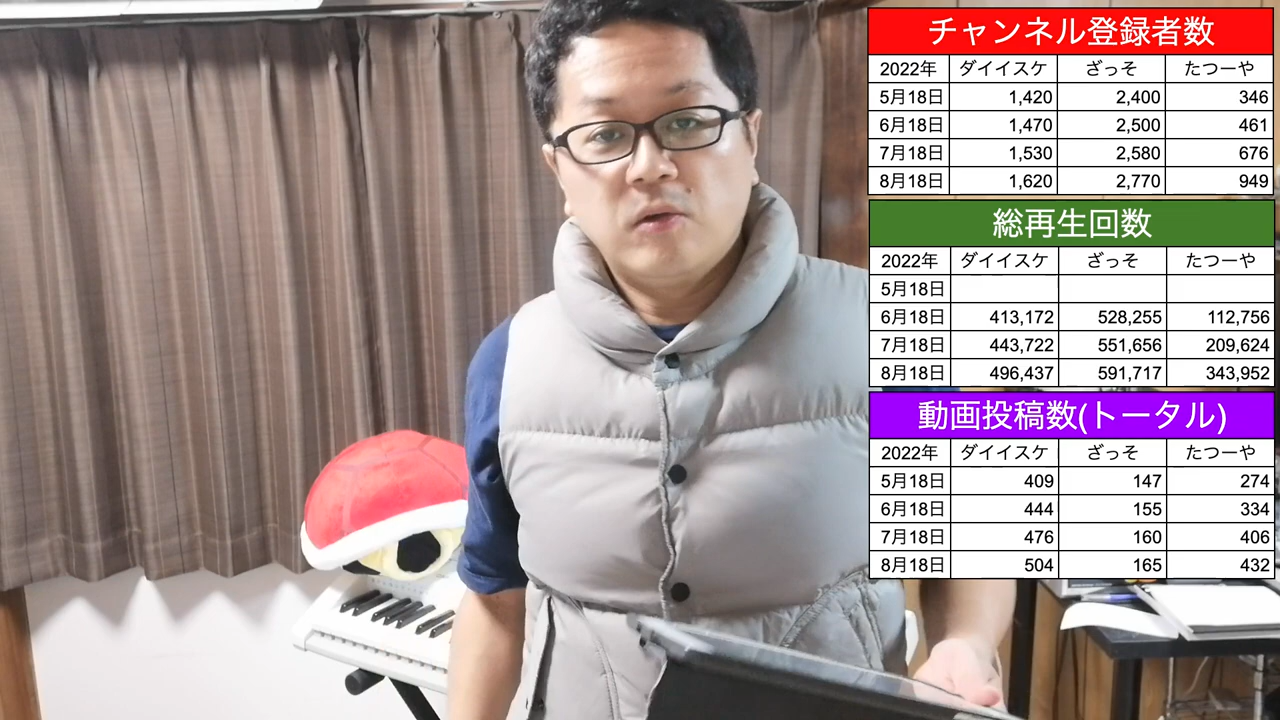 チャンネル登録者数
2022年 ダイイスケ ざっそ たつーや
5月18日 1,420 2,400 346
6月18日 1,470 2,500 461
7月18日 1,530 2,580 676
8月18日 1,620 2,770 949
総再生回数
2022年 ダイイスケ ざっそ たつーや
5月18日
6月18日 413,172 528,255 112,756
7月18日 443,722 551,656 209,624
8月18日 496,437 591,717 343,952
動画投稿数(トータル)
2022年 ダイイスケ ざっそ たつーや
5月18日 409 147 274
6月18日 444 155 334
7月18日 476 160 406
8月18日 504 165 432